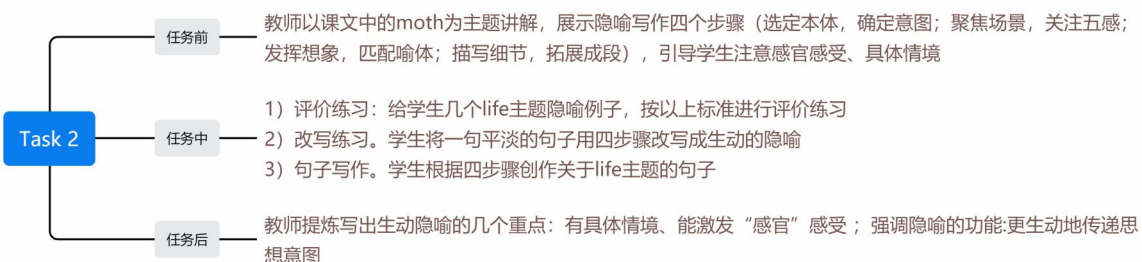 任务前
教师以课文中的moth为主题讲解，展示隐喻写作四个步骤（选定本体，确定意图；聚焦场景，关注五感；
发挥想象，匹配喻体；描写细节，拓展成段），引导学生注意感官感受、具体情境
Task 2
任务中
1）评价练习：给学生几个life主题隐喻例子，按以上标准进行评价练习
2）改写练习。学生将一句平淡的句子用四步骤改写成生动的隐喻
3）句子写作。学生根据四步骤创作关于life主题的句子
任务后
教师提炼写出生动隐喻的几个重点：有具体情境、能激发“感官”感受 ；强调隐喻的功能:更生动地传递思
想意图